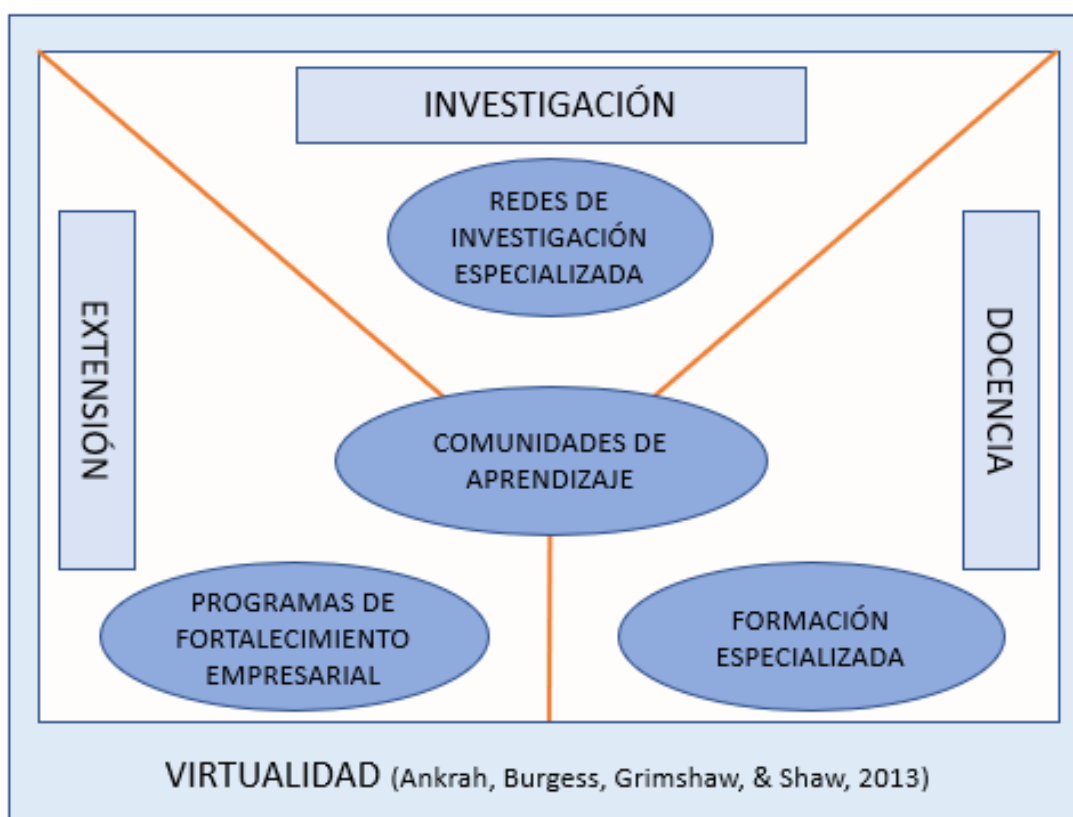 INVESTIGACIÓN
REDES DE
INVESTIGACIÓN
ESPECIALIZADA
EXTENSIÓN
DOCENCIA
COMUNIDADES DE
APRENDIZAJE
PROGRAMAS DE
FORTALECIMIENTO
EMPRESARIAL
FORMACIÓN
ESPECIALIZADA
VIRTUALIDAD (Ankrah, Burgess, Grimshaw, & Shaw, 2013)